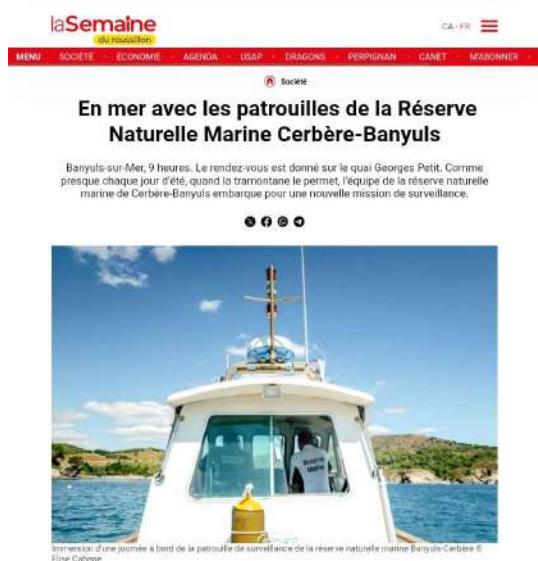 laSemaine
du roussillon
CA - FR
MENU SOCIÉTÉ ECONOMIE AGENDA USAP DRAGONS PERPIGNAN CANET M'ABONNER
Société
En mer avec les patrouilles de la Réserve
Naturelle Marine Cerbère-Banyuls
Banyuls-sur-Mer, 9 heures. Le rendez-vous est donné sur le quai Georges Petit. Comme
presque chaque jour d'été, quand la tramontane le permet, l'équipe de la réserve naturelle
marine de Cerbère-Banyuls embarque pour une nouvelle mission de surveillance.
Réserve
Marine
Immersion d'une journée à bord de la patrouille de surveillance de la réserve naturelle marine Banyuls-Cerbère ©
Elise Cabane